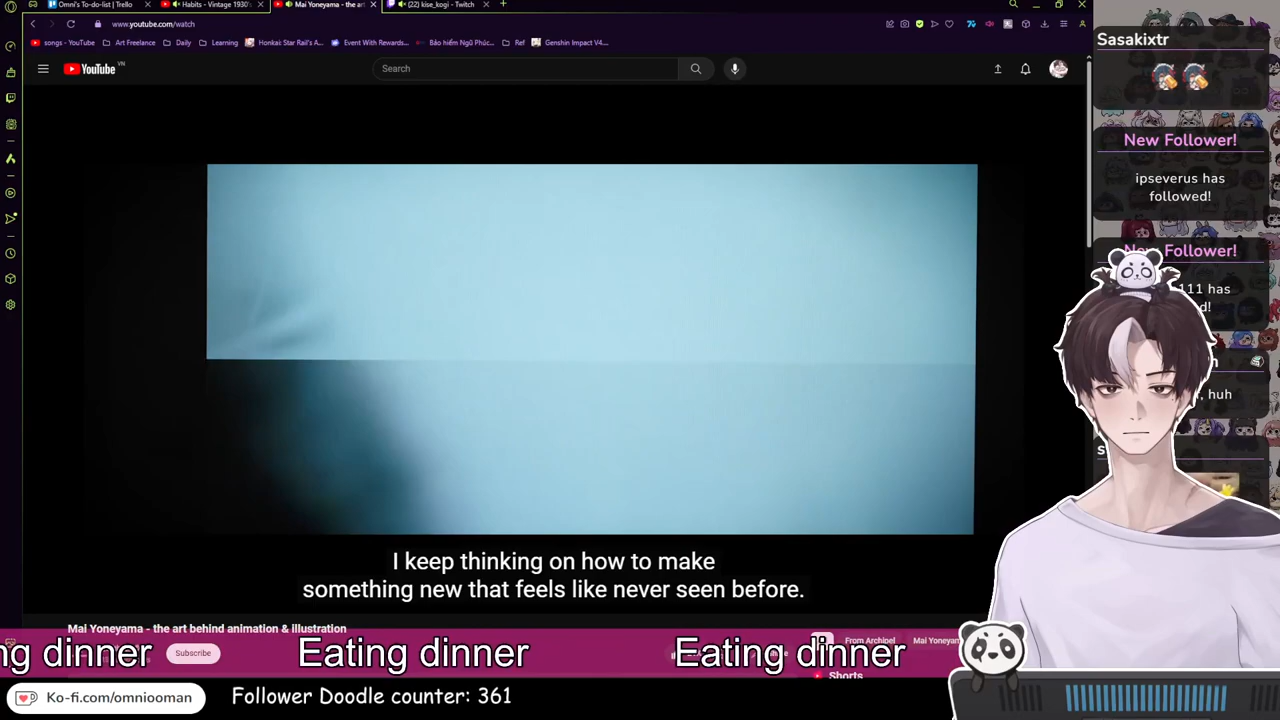 Omni's To-do-list | Trello
Habits - Vintage 1930's
Mai Yoneyama - the art
(22) kise_kogi - Twitch
www.youtube.com/watch
songs - YouTube
Art Freelance
Daily
Learning
Honkai: Star Rail's A...
Event With Rewards...
Bảo hiểm Ngũ Phúc...
Ref
Genshin Impact V4...
YouTube VN
Search
Sasakixtr
New Follower!
ipseverus has
followed!
New Follower!
111 has
huh
I keep thinking on how to make
something new that feels like never seen before.
Mai Yoneyama - the art behind animation & illustration
Subscribe
From Archipel
Mai Yoneyam
ng dinner
Eating dinner
Eating dinner
Shorts
Ko-fi.com/omniooman
Follower Doodle counter: 361